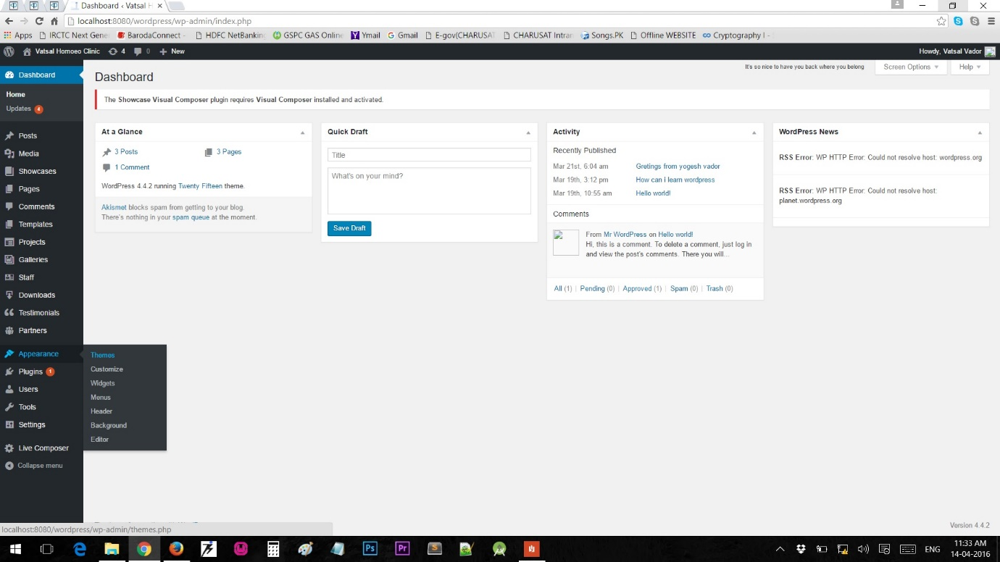 Dashboard ‹ Vatsal H
localhost:8080/wordpress/wp-admin/index.php
Apps
IRCTC Next Gene
BarodaConnect -
HDFC NetBanking
GSPC GAS Online
Ymail
Gmail
E-gov(CHARUSAT
CHARUSAT Intran
Songs.PK
Offline WEBSITE
Cryptography I -
Vatsal Homoeo Clinic
4
0
New
Howdy, Vatsal Vador
Dashboard
Home
Updates 4
Posts
Media
Showcases
Pages
Comments
Templates
Projects
Galleries
Staff
Downloads
Testimonials
Partners
Appearance
Plugins 1
Users
Tools
Settings
Live Composer
Collapse menu
Themes
Customize
Widgets
Menus
Header
Background
Editor
It's so nice to have you back where you belong
Screen Options
Help
Dashboard
The Showcase Visual Composer plugin requires Visual Composer installed and activated.
At a Glance
3 Posts
3 Pages
1 Comment
WordPress 4.4.2 running Twenty Fifteen theme.
Akismet blocks spam from getting to your blog.
There's nothing in your spam queue at the moment.
Quick Draft
Title
What's on your mind?
Save Draft
Activity
Recently Published
Mar 21st, 6:04 am Gretings from yogesh vador
Mar 19th, 3:12 pm How can i learn wordpress
Mar 19th, 10:55 am Hello world!
Comments
From Mr WordPress on Hello world!
Hi, this is a comment. To delete a comment, just log in
and view the post's comments. There you will...
All (1) | Pending (0) | Approved (1) | Spam (0) | Trash (0)
WordPress News
RSS Error: WP HTTP Error: Could not resolve host: wordpress.org
RSS Error: WP HTTP Error: Could not resolve host:
planet.wordpress.org
Version 4.4.2
localhost:8080/wordpress/wp-admin/themes.php
Ps
Pr
ENG
11:33 AM
14-04-2016